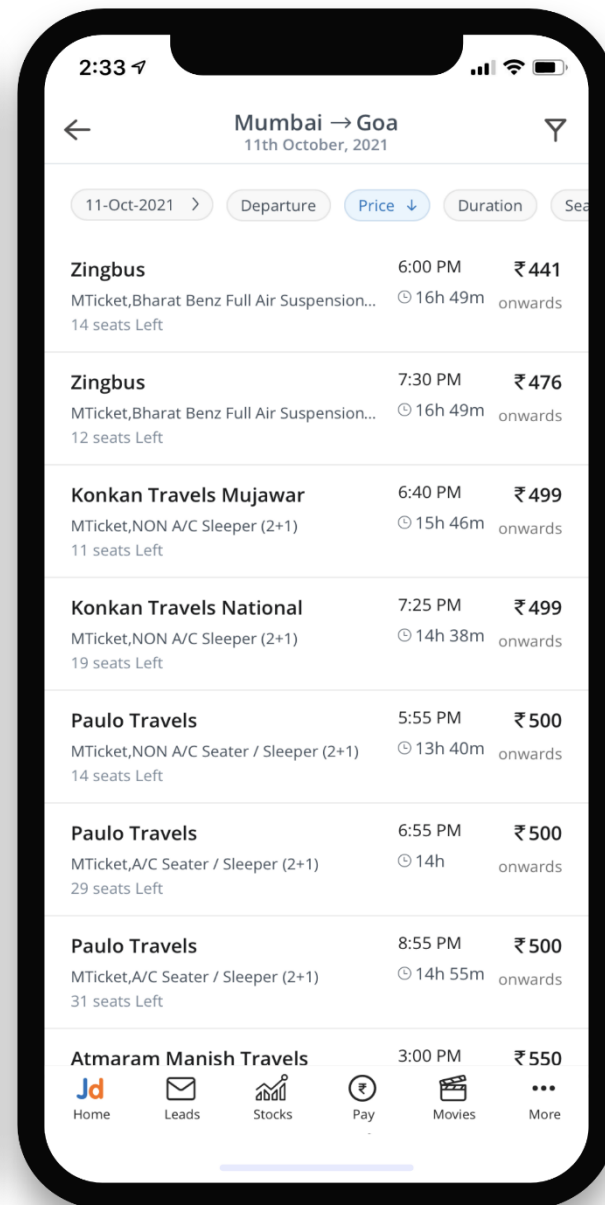 2:33
Mumbai → Goa
11th October, 2021
11-Oct-2021 > Departure Price ↓ Duration Sea
Zingbus 6:00 PM ₹441
MTicket,Bharat Benz Full Air Suspension... 16h 49m onwards
14 seats Left
Zingbus 7:30 PM ₹476
MTicket,Bharat Benz Full Air Suspension... 16h 49m onwards
12 seats Left
Konkan Travels Mujawar 6:40 PM ₹499
MTicket,NON A/C Sleeper (2+1) 15h 46m onwards
11 seats Left
Konkan Travels National 7:25 PM ₹499
MTicket,NON A/C Sleeper (2+1) 14h 38m onwards
19 seats Left
Paulo Travels 5:55 PM ₹500
MTicket,NON A/C Seater / Sleeper (2+1) 13h 40m onwards
14 seats Left
Paulo Travels 6:55 PM ₹500
MTicket,A/C Seater / Sleeper (2+1) 14h onwards
29 seats Left
Paulo Travels 8:55 PM ₹500
MTicket,A/C Seater / Sleeper (2+1) 14h 55m onwards
31 seats Left
Atmaram Manish Travels 3:00 PM ₹550
Jd ₹
Home Leads Stocks Pay Movies More